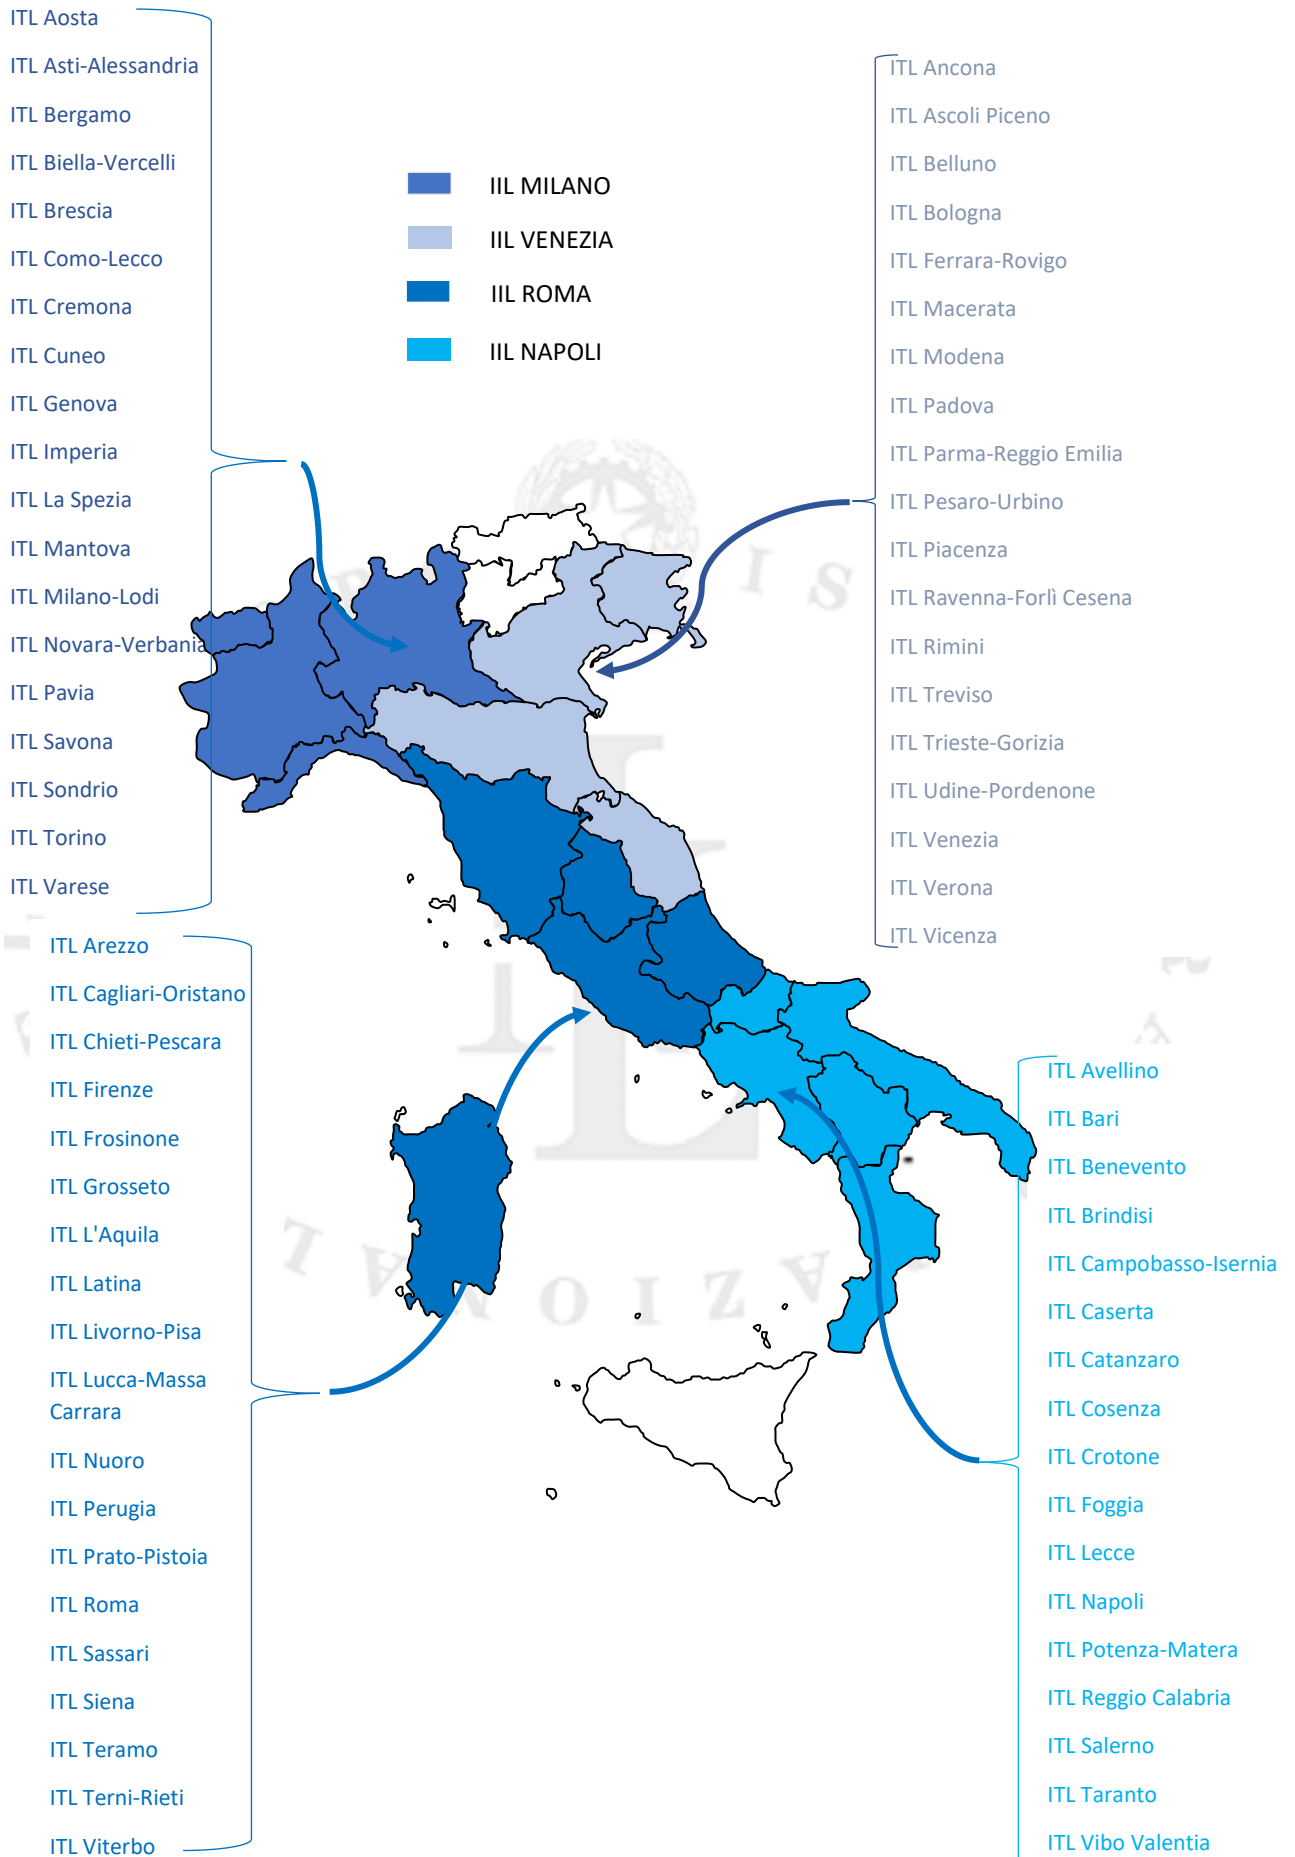 ITL Aosta
ITL Asti-Alessandria
ITL Bergamo
ITL Biella-Vercelli
ITL Brescia
ITL Como-Lecco
ITL Cremona
ITL Cuneo
ITL Genova
ITL Imperia
ITL La Spezia
ITL Mantova
ITL Milano-Lodi
ITL Novara-Verbania
ITL Pavia
ITL Savona
ITL Sondrio
ITL Torino
ITL Varese
IIL MILANO
IIL VENEZIA
IIL ROMA
IIL NAPOLI
ITL Ancona
ITL Ascoli Piceno
ITL Belluno
ITL Bologna
ITL Ferrara-Rovigo
ITL Macerata
ITL Modena
ITL Padova
ITL Parma-Reggio Emilia
ITL Pesaro-Urbino
ITL Piacenza
ITL Ravenna-Forlì Cesena
ITL Rimini
ITL Treviso
ITL Trieste-Gorizia
ITL Udine-Pordenone
ITL Venezia
ITL Verona
ITL Vicenza
ITL Arezzo
ITL Cagliari-Oristano
ITL Chieti-Pescara
ITL Firenze
ITL Frosinone
ITL Grosseto
ITL L'Aquila
ITL Latina
ITL Livorno-Pisa
ITL Lucca-Massa
Carrara
ITL Nuoro
ITL Perugia
ITL Prato-Pistoia
ITL Roma
ITL Sassari
ITL Siena
ITL Teramo
ITL Terni-Rieti
ITL Viterbo
ITL Avellino
ITL Bari
ITL Benevento
ITL Brindisi
ITL Campobasso-Isernia
ITL Caserta
ITL Catanzaro
ITL Cosenza
ITL Crotone
ITL Foggia
ITL Lecce
ITL Napoli
ITL Potenza-Matera
ITL Reggio Calabria
ITL Salerno
ITL Taranto
ITL Vibo Valentia